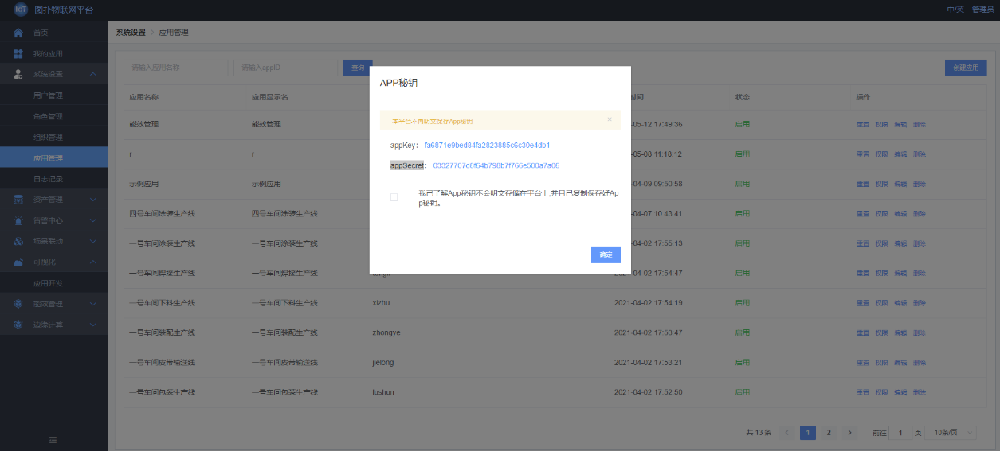 IOT 图扑物联网平台
中/英 管理员
首页
我的应用
系统设置
用户管理
角色管理
组织管理
应用管理
日志记录
资产管理
告警中心
场景联动
可视化
应用开发
能效管理
边缘计算
系统设置 > 应用管理
请输入应用名称 请输入appID 查询 创建应用
应用名称 应用显示名 时间 状态 操作
能效管理 能效管理 -05-12 17:49:36 启用 重置 权限 编辑 删除
r r -05-08 11:18:12 启用 重置 权限 编辑 删除
示例应用 示例应用 -04-09 09:50:58 启用 重置 权限 编辑 删除
四号车间涂装生产线 四号车间涂装生产线 -04-07 10:43:41 启用 重置 权限 编辑 删除
一号车间涂装生产线 一号车间涂装生产线 -04-02 17:55:13 启用 重置 权限 编辑 删除
一号车间焊接生产线 一号车间焊接生产线 2021-04-02 17:54:47 启用 重置 权限 编辑 删除
一号车间下料生产线 一号车间下料生产线 xizhu 2021-04-02 17:54:19 启用 重置 权限 编辑 删除
一号车间装配生产线 一号车间装配生产线 zhongye 2021-04-02 17:53:47 启用 重置 权限 编辑 删除
一号车间皮带输送线 一号车间皮带输送线 jielong 2021-04-02 17:53:21 启用 重置 权限 编辑 删除
一号车间包装生产线 一号车间包装生产线 lushun 2021-04-02 17:52:50 启用 重置 权限 编辑 删除
共 13 条 < 1 2 > 前往 1 页 10条/页
APP秘钥
本平台不再明文保存App秘钥 ×
appKey： fa6871e9bed84fa2823885c6c30e4db1
appSecret： 03327707d8f64b798b7f766e500a7a06
我已了解App秘钥不会明文存储在平台上,并且已复制保存好Ap
p秘钥。
确定